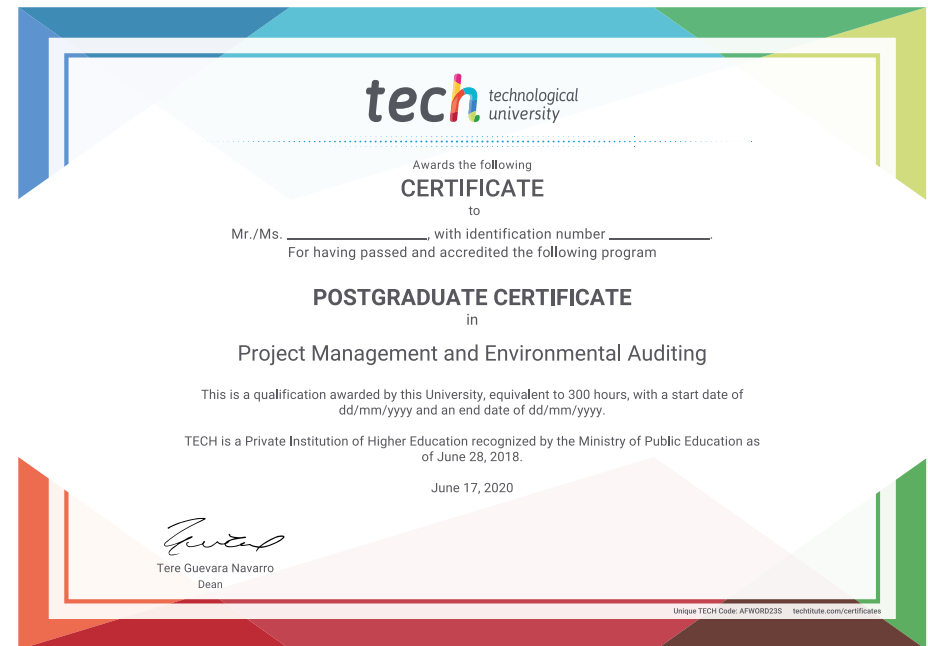 tech technological
university
Awards the following
CERTIFICATE
to
Mr./Ms. ____________________, with identification number ______________.
For having passed and accredited the following program
POSTGRADUATE CERTIFICATE
in
Project Management and Environmental Auditing
This is a qualification awarded by this University, equivalent to 300 hours, with a start date of
dd/mm/yyyy and an end date of dd/mm/yyyy.
TECH is a Private Institution of Higher Education recognized by the Ministry of Public Education as
of June 28, 2018.
June 17, 2020
Tere Guevara Navarro
Dean
Unique TECH Code: AFWORD23S techtitute.com/certificates